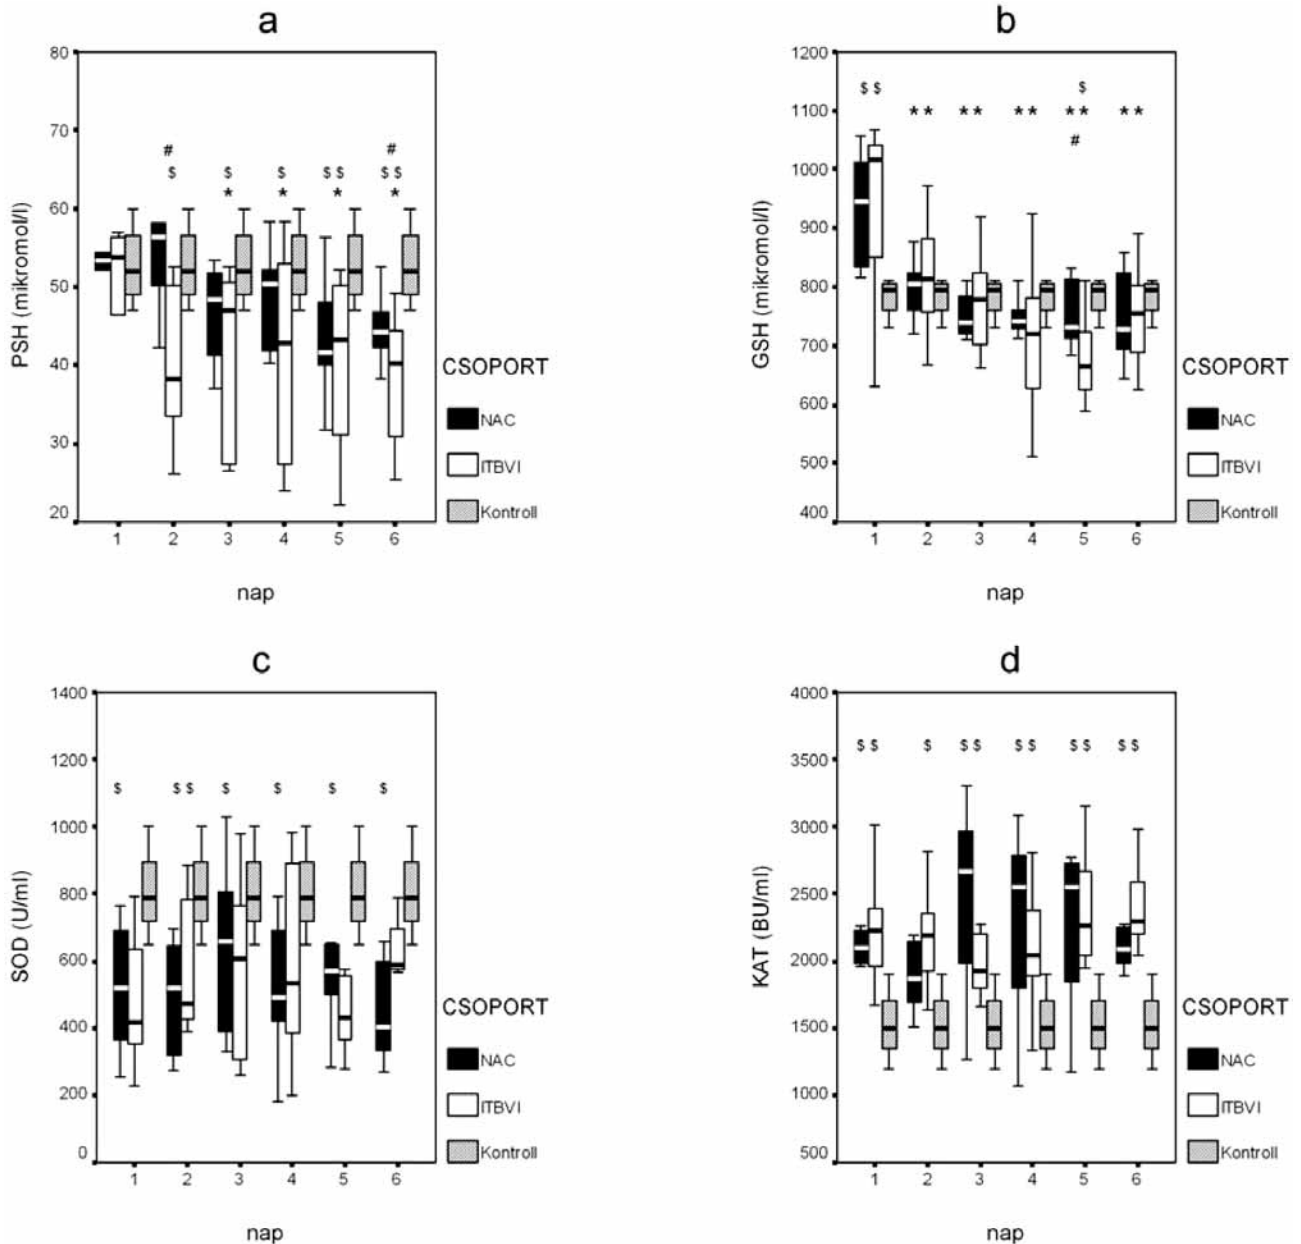 a
80
70
60
50
40
30
20
PSH (mikromol/l)
#
$
$
*
$
*
$ $
*
#
$ $
*
1 2 3 4 5 6
nap
CSOPORT
NAC
ITBVI
Kontroll
b
1200
1100
1000
900
800
700
600
500
400
GSH (mikromol/l)
$ $
* *
* *
* *
$
* *
#
* *
1 2 3 4 5 6
nap
CSOPORT
NAC
ITBVI
Kontroll
c
1400
1200
1000
800
600
400
200
0
SOD (U/ml)
$ $ $ $ $ $ $
1 2 3 4 5 6
nap
CSOPORT
NAC
ITBVI
Kontroll
d
4000
3500
3000
2500
2000
1500
1000
500
KAT (BU/ml)
$ $ $ $ $ $ $ $ $ $ $
1 2 3 4 5 6
nap
CSOPORT
NAC
ITBVI
Kontroll